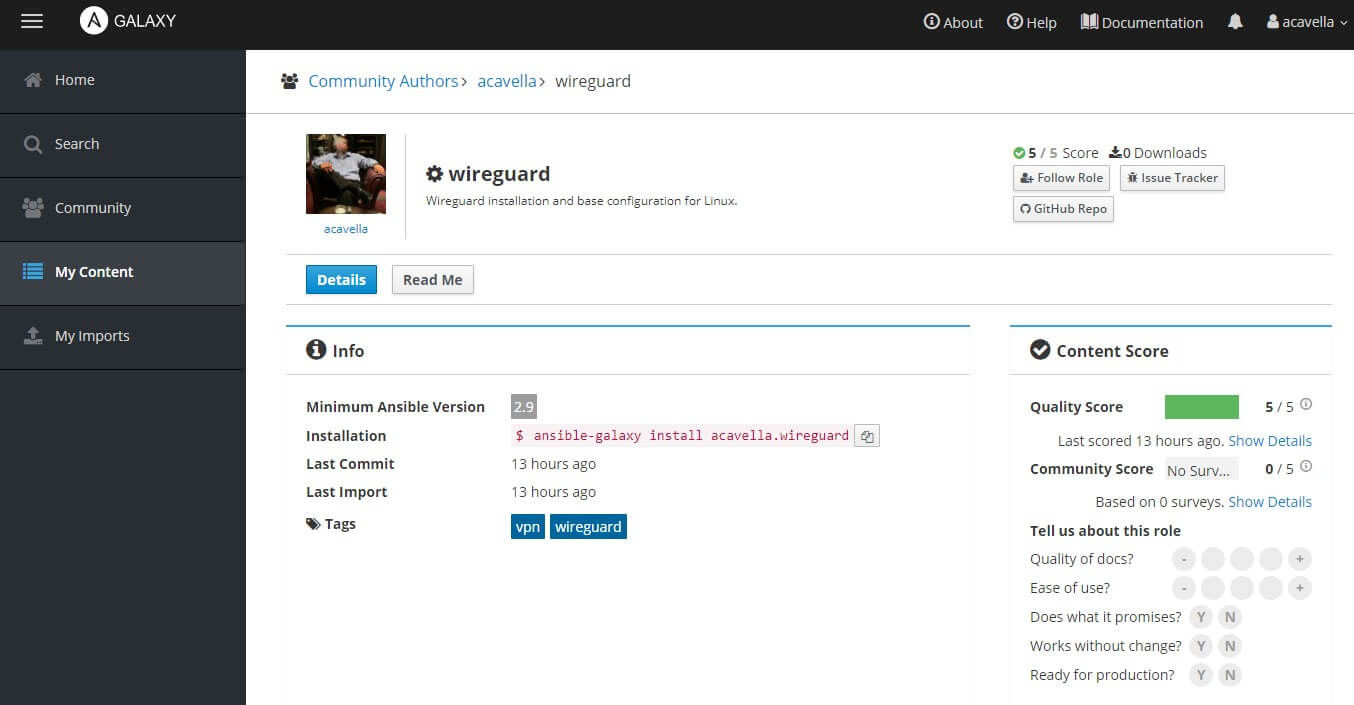 GALAXY
About
Help
Documentation
acavella
Home
Search
Community
My Content
My Imports
Community Authors › acavella › wireguard
acavella
wireguard
Wireguard installation and base configuration for Linux.
5 / 5 Score 0 Downloads
Follow Role
Issue Tracker
GitHub Repo
Details
Read Me
Info
Minimum Ansible Version 2.9
Installation $ ansible-galaxy install acavella.wireguard
Last Commit 13 hours ago
Last Import 13 hours ago
Tags vpn wireguard
Content Score
Quality Score 5 / 5
Last scored 13 hours ago. Show Details
Community Score No Surv... 0 / 5
Based on 0 surveys. Show Details
Tell us about this role
Quality of docs? - +
Ease of use? - +
Does what it promises? Y N
Works without change? Y N
Ready for production? Y N